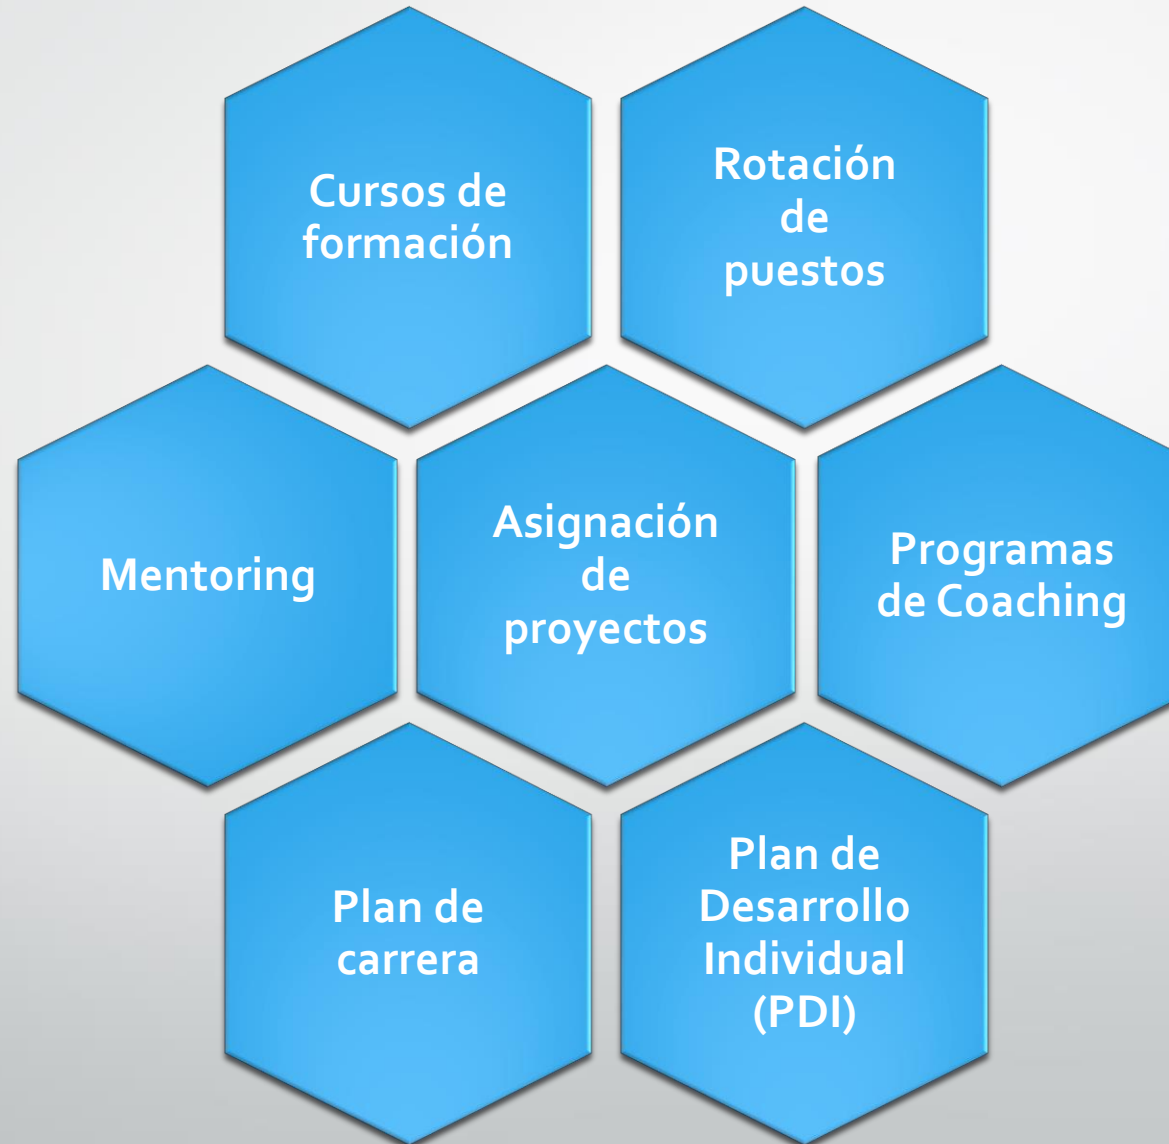 Cursos de
formación
Rotación
de
puestos
Mentoring
Asignación
de
proyectos
Programas
de Coaching
Plan de
carrera
Plan de
Desarrollo
Individual
(PDI)